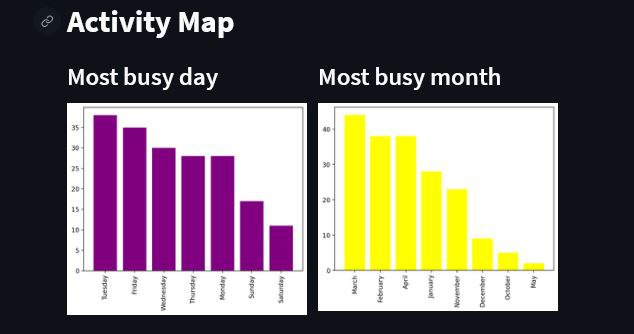 Activity Map
Most busy day
35
30
25
20
15
10
5
0
Tuesday
Friday
Wednesday
Thursday
Monday
Sunday
Saturday
Most busy month
40
30
20
10
0
March
February
April
January
November
December
October
May